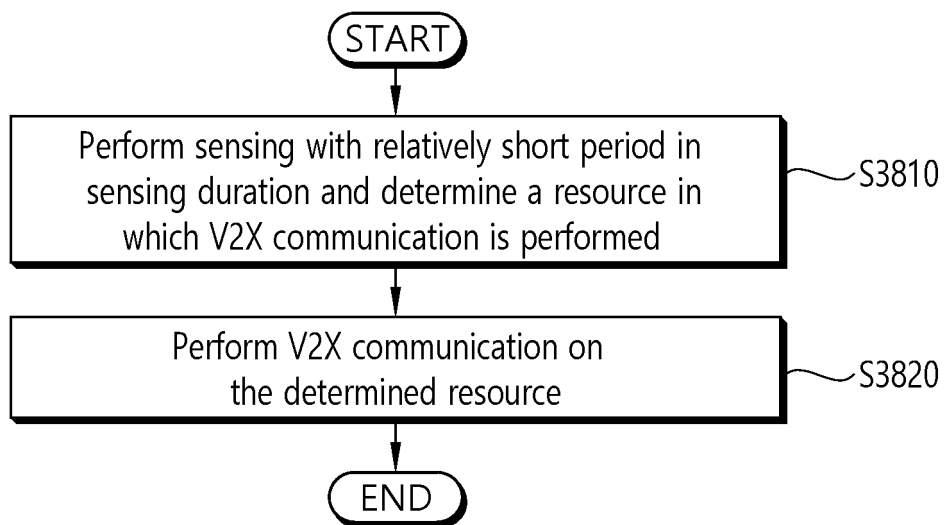 START
Perform sensing with relatively short period in
sensing duration and determine a resource in
which V2X communication is performed
S3810
Perform V2X communication on
the determined resource
S3820
END